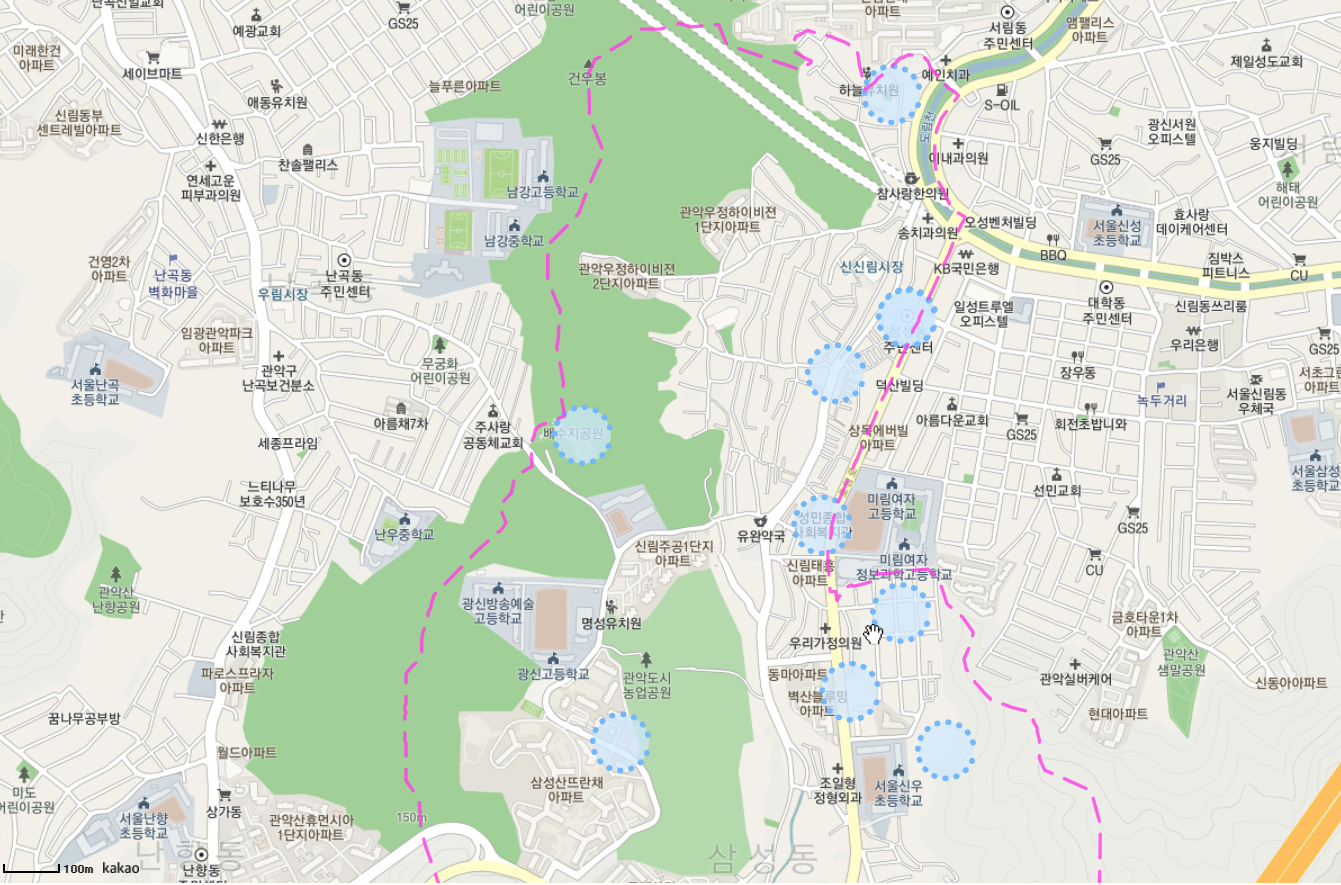 난곡신일교회
GS25
예광교회
어린이공원
아파트
서림동
주민센터
앰팰리스
아파트
미래한건
아파트
세이브마트
건우봉
늘푸른아파트
애동유치원
하늘유치원
예인치과
S-OIL
제일성도교회
신림동부
센트레빌아파트
신한은행
찬솔팰리스
도림천
이내과의원
GS25
광신서원
오피스텔
웅지빌딩
연세고운
피부과의원
남강고등학교
참사랑한의원
해태
어린이공원
남강중학교
관악우정하이비젼
1단지아파트
송치과의원
오성벤처빌딩
서울신성
초등학교
효사랑
데이케어센터
건영2차
아파트
난곡동
벽화마을
난곡동
주민센터
우림시장
관악우정하이비젼
2단지아파트
신신림시장
KB국민은행
BBQ
짐박스
피트니스
CU
임광관악파크
아파트
주민센터
일성트루엘
오피스텔
대학동
주민센터
신림동쓰리룸
우리은행
GS25
서울난곡
초등학교
관악구
난곡보건분소
무궁화
어린이공원
덕산빌딩
장우동
녹두거리
서울신림동
우체국
서초그린
아파트
아름채7차
주사랑
공동체교회
배수지공원
상록에버빌
아파트
아름다운교회
GS25
회전초밥니와
세종프라임
느티나무
보호수350년
난우중학교
서울삼성
초등학교
선민교회
미림여자
고등학교
성민종합
사회복지관
유완약국
GS25
신림주공1단지
아파트
신림태흥
아파트
미림여자
정보과학고등학교
CU
관악산
난향공원
광신방송예술
고등학교
명성유치원
우리가정의원
금호타운1차
아파트
신림종합
사회복지관
파로스프라자
아파트
광신고등학교
관악도시
농업공원
동마아파트
벽산블루밍
아파트
관악실버케어
관악산
샘말공원
신동아아파트
현대아파트
꿈나무공부방
월드아파트
미도
어린이공원
상가동
삼성산뜨란채
아파트
조일형
정형외과
서울신우
초등학교
서울난향
초등학교
관악산휴먼시아
1단지아파트
150m
난향동
삼성동
100m kakao
난향동